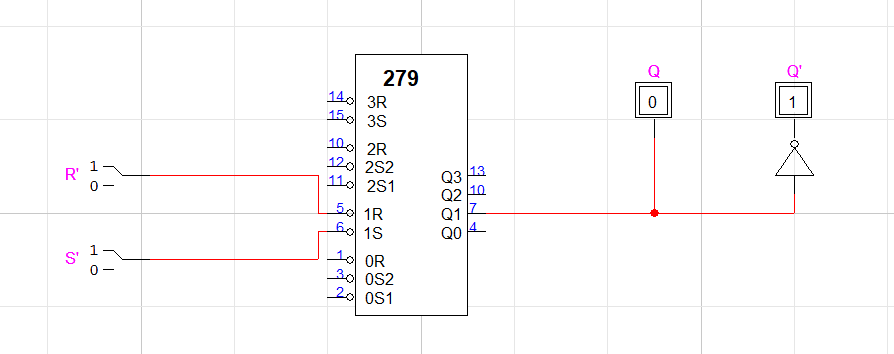 279
14 3R
15 3S
10 2R
12 2S2
11 2S1
5 1R
6 1S
1 0R
3 0S2
2 0S1
Q3 13
Q2 10
Q1 7
Q0 4
R' 1
0
S' 1
0
Q
0
Q'
1